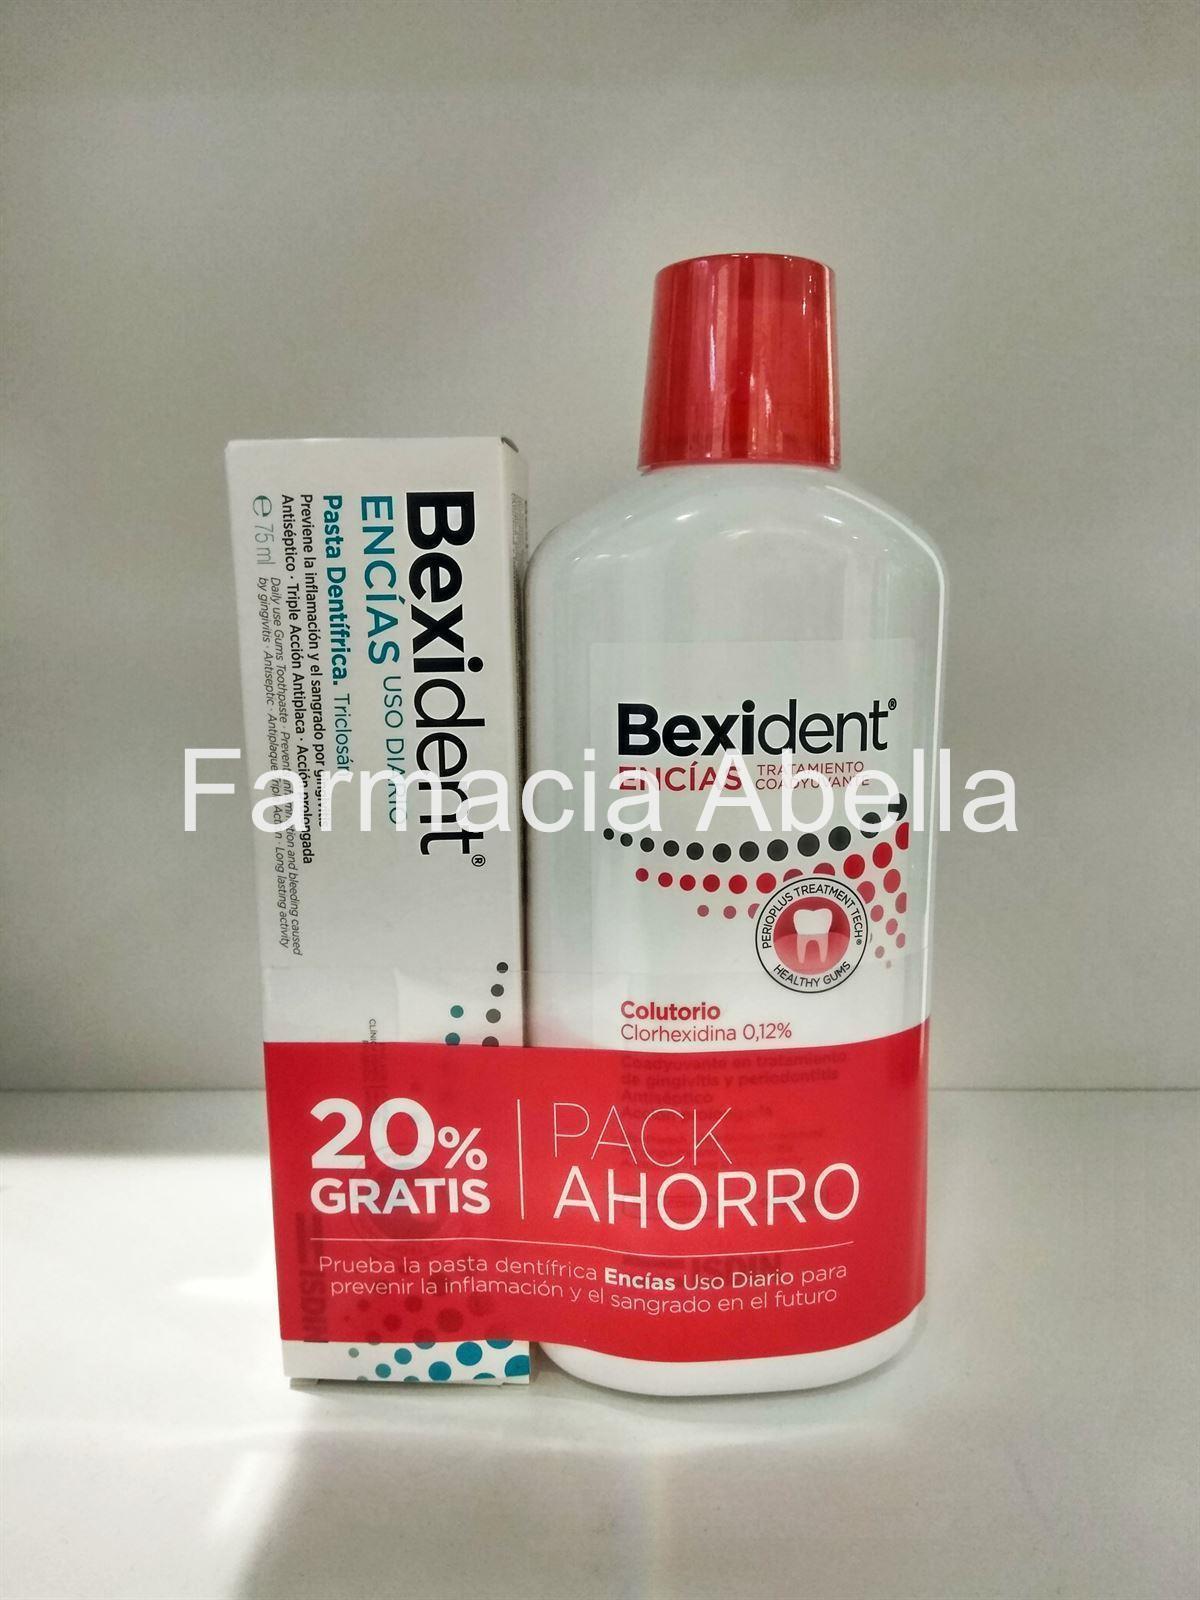 Bexident®
ENCÍAS USO DIARIO
Pasta Dentífrica. Triclosán
Previene la inflamación y el sangrado por gingivitis
Antiséptico · Triple Acción Antiplaca · Acción prolongada
℮ 75 ml
Daily use Gums Toothpaste · Prevent inflammation and bleeding caused
by gingivitis · Antiseptic · Antiplaque Triple Action · Long lasting activity
Bexident®
ENCÍAS TRATAMIENTO
COADYUVANTE
PERIOPLUS TREATMENT TECH®
HEALTHY GUMS
Colutorio
Clorhexidina 0,12%
Coadyuvante en tratamiento
de gingivitis y periodontitis
Antiséptico
Farmacia Abella
20%
GRATIS
PACK
AHORRO
Prueba la pasta dentífrica Encías Uso Diario para
prevenir la inflamación y el sangrado en el futuro
ISDIN
ISDIN